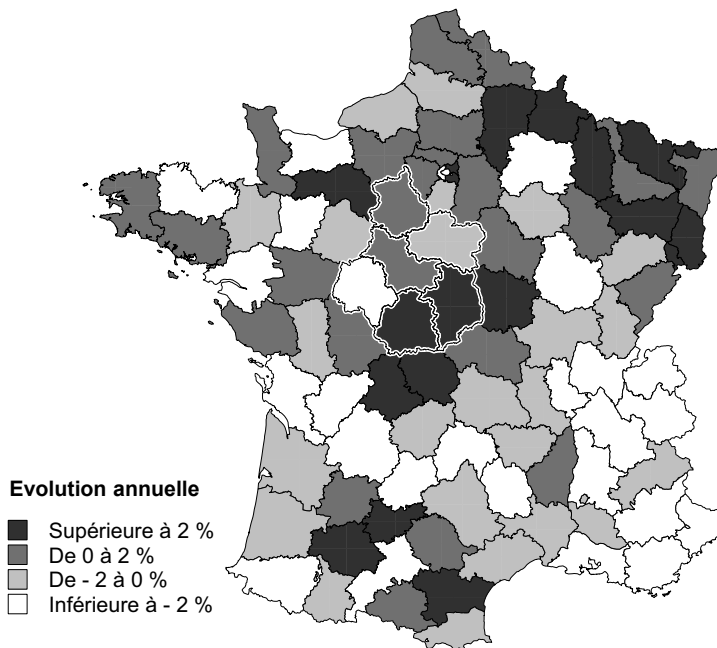 Evolution annuelle
Supérieure à 2 %
De 0 à 2 %
De - 2 à 0 %
Inférieure à - 2 %